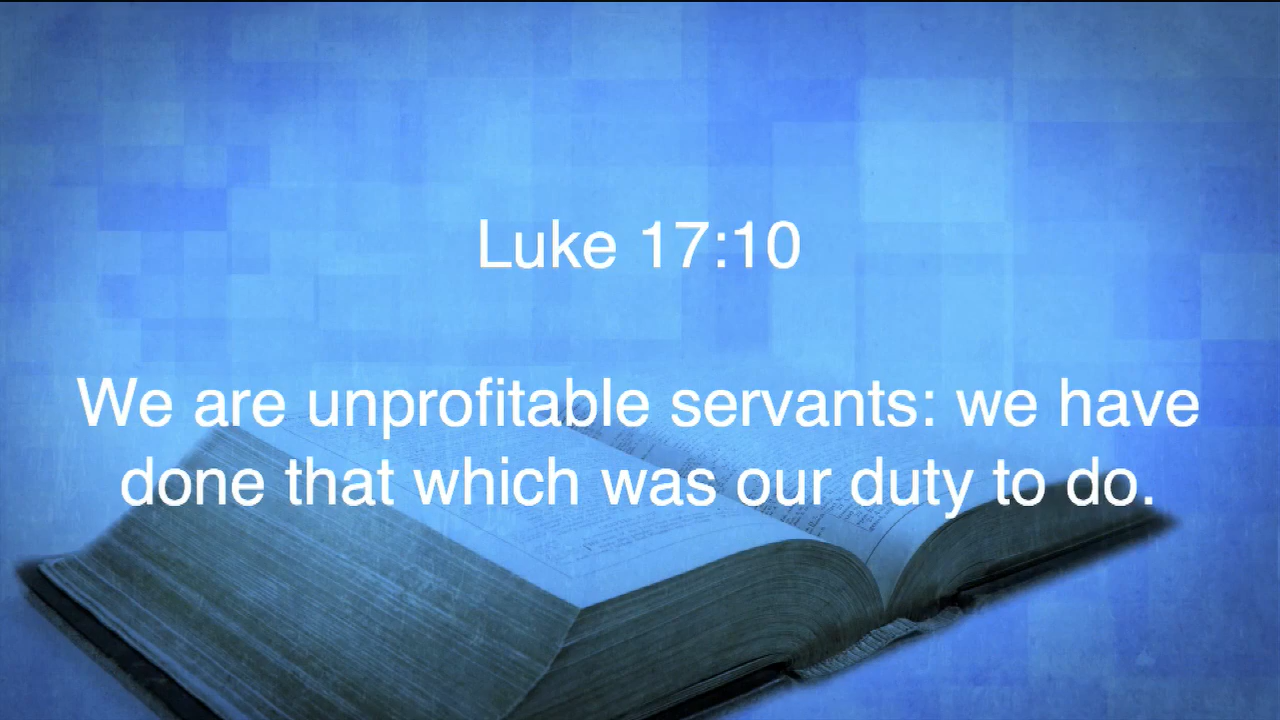 Luke 17:10
We are unprofitable servants: we have
done that which was our duty to do.